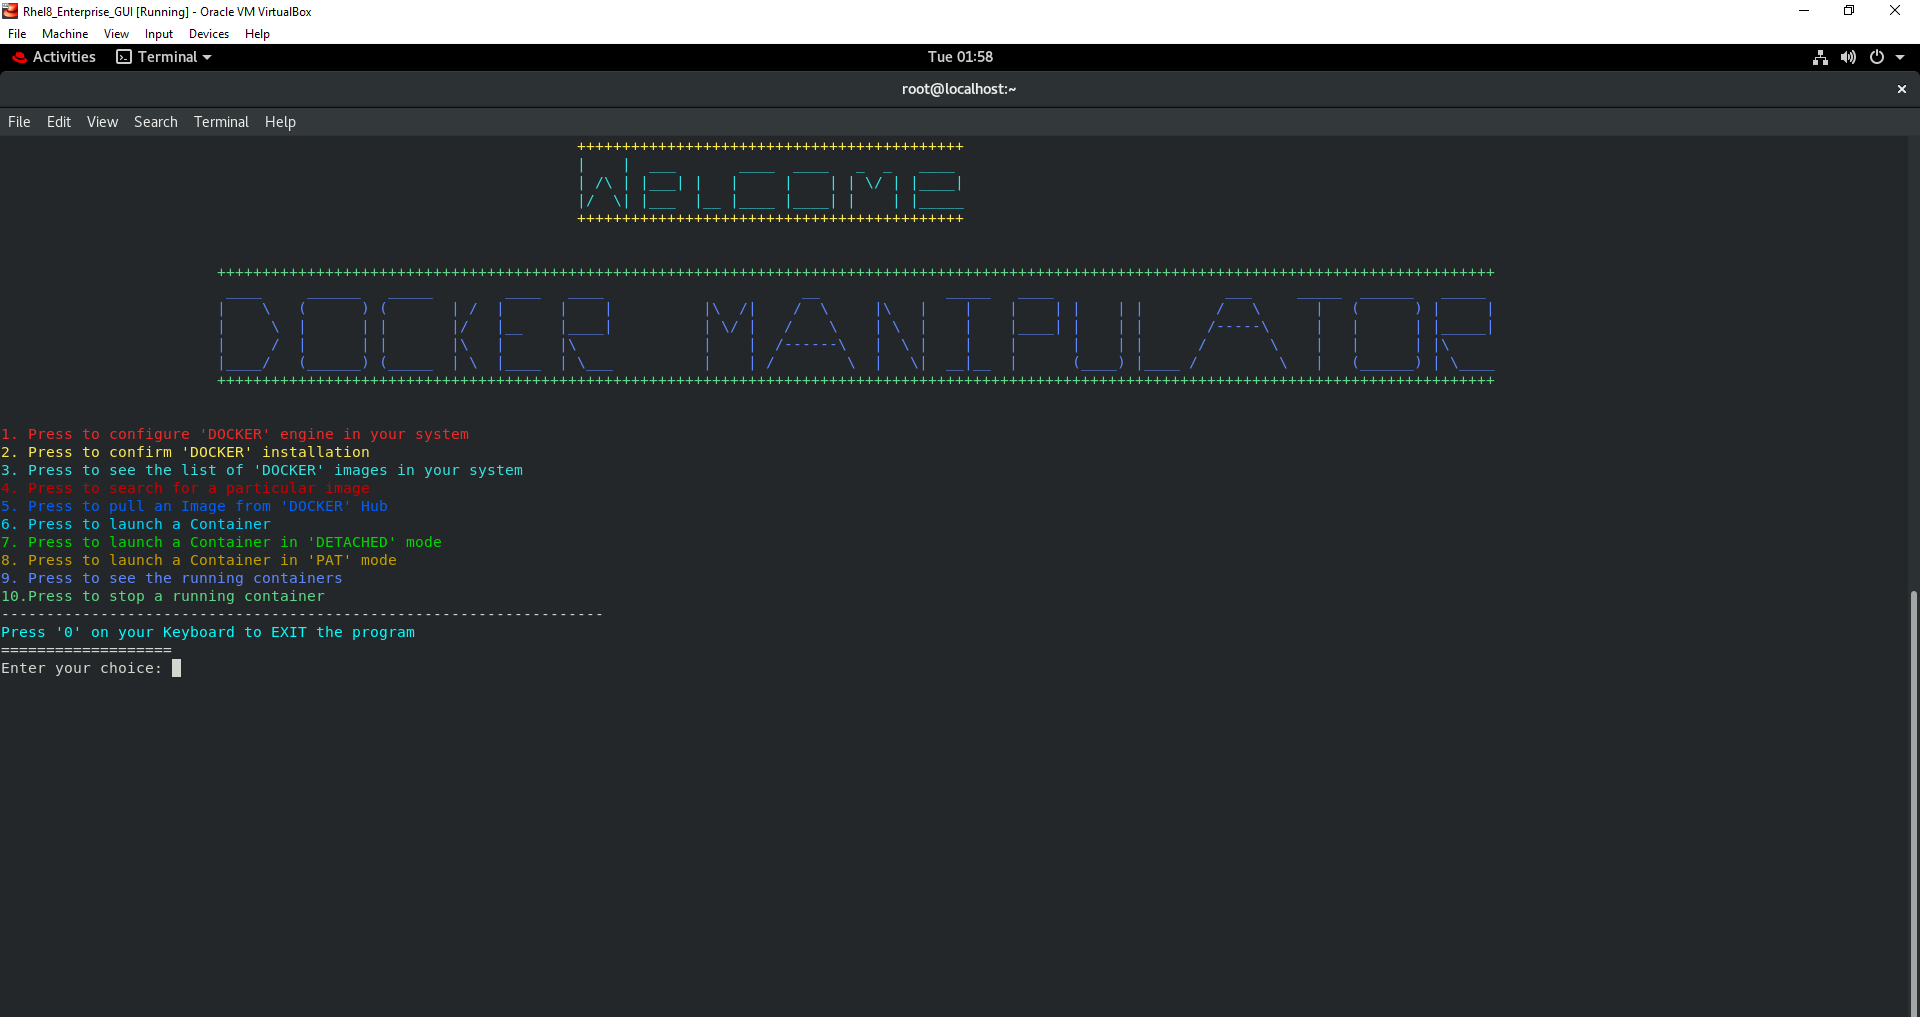 Rhel8_Enterprise_GUI [Running] - Oracle VM VirtualBox
File Machine View Input Devices Help
Activities Terminal Tue 01:58
root@localhost:~
File Edit View Search Terminal Help
+++++++++++++++++++++++++++++++++++++++++++
WELCOME
+++++++++++++++++++++++++++++++++++++++++++
++++++++++++++++++++++++++++++++++++++++++++++++++++++++++++++++++++++++++++++++++++++++++++++++++++++++++++++++++++++++++++++++++++++++++++++
DOCKER MANIPULATOR
++++++++++++++++++++++++++++++++++++++++++++++++++++++++++++++++++++++++++++++++++++++++++++++++++++++++++++++++++++++++++++++++++++++++++++++
1. Press to configure 'DOCKER' engine in your system
2. Press to confirm 'DOCKER' installation
3. Press to see the list of 'DOCKER' images in your system
4. Press to search for a particular image
5. Press to pull an Image from 'DOCKER' Hub
6. Press to launch a Container
7. Press to launch a Container in 'DETACHED' mode
8. Press to launch a Container in 'PAT' mode
9. Press to see the running containers
10.Press to stop a running container
-------------------------------------------------------------------
Press '0' on your Keyboard to EXIT the program
===================
Enter your choice: